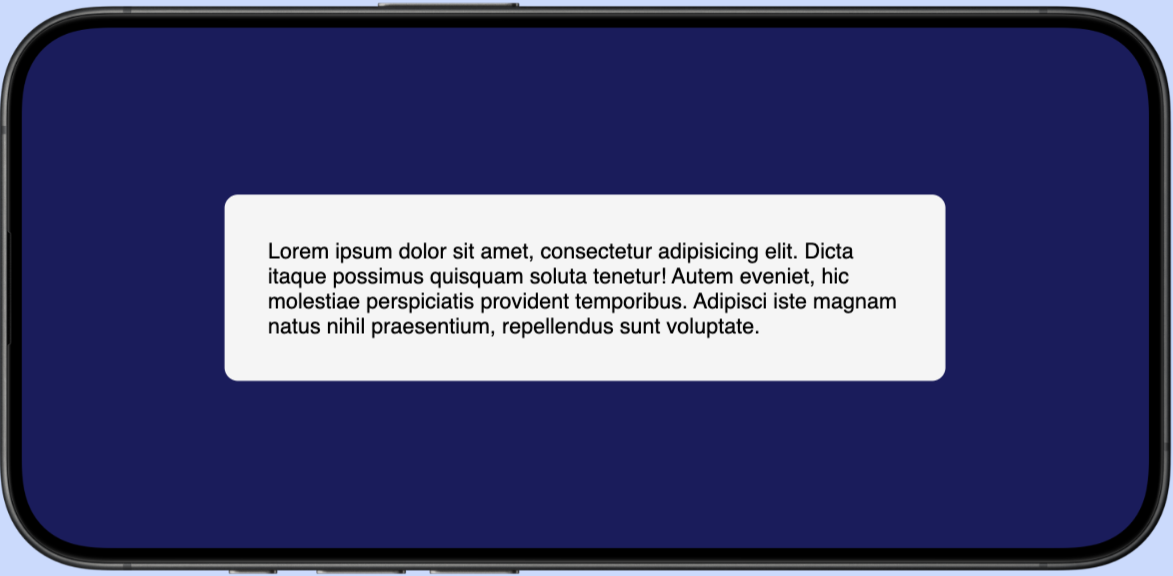 Lorem ipsum dolor sit amet, consectetur adipisicing elit. Dicta
itaque possimus quisquam soluta tenetur! Autem eveniet, hic
molestiae perspiciatis provident temporibus. Adipisci iste magnam
natus nihil praesentium, repellendus sunt voluptate.